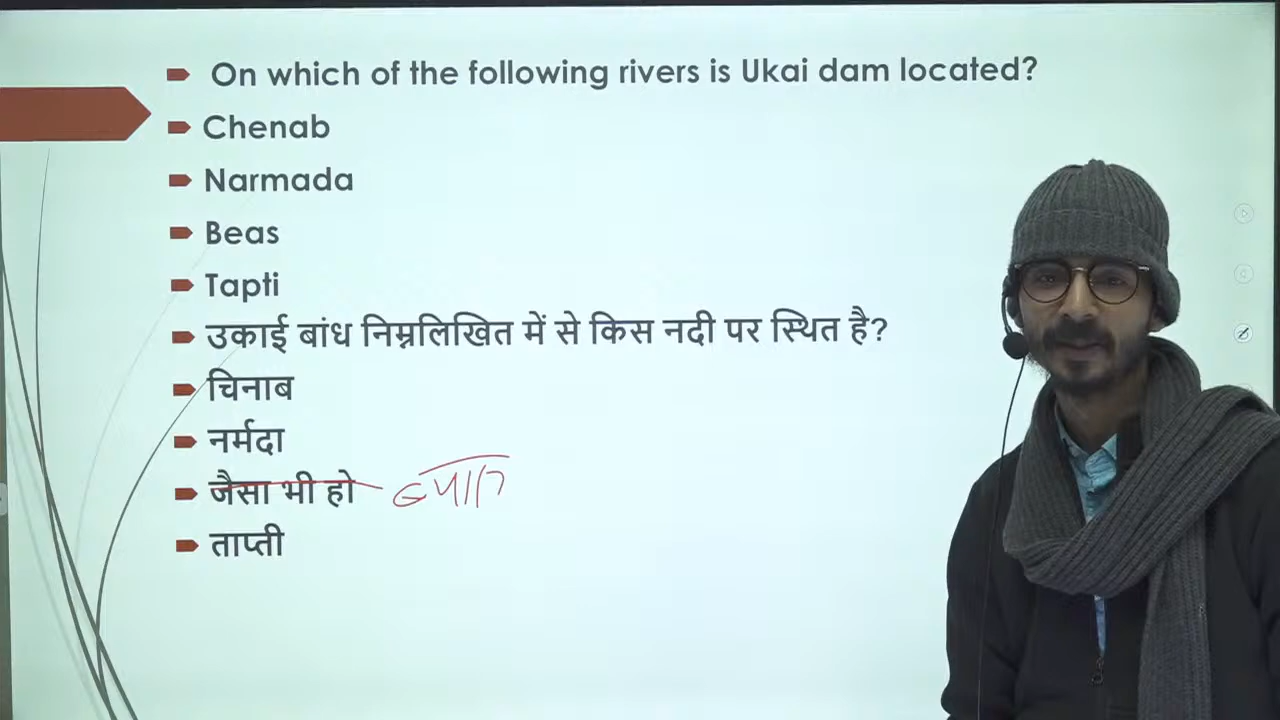 On which of the following rivers is Ukai dam located?
Chenab
Narmada
Beas
Tapti
उकाई बांध निम्नलिखित में से किस नदी पर स्थित है?
चिनाब
नर्मदा
जैसा भी हो
ताप्ती